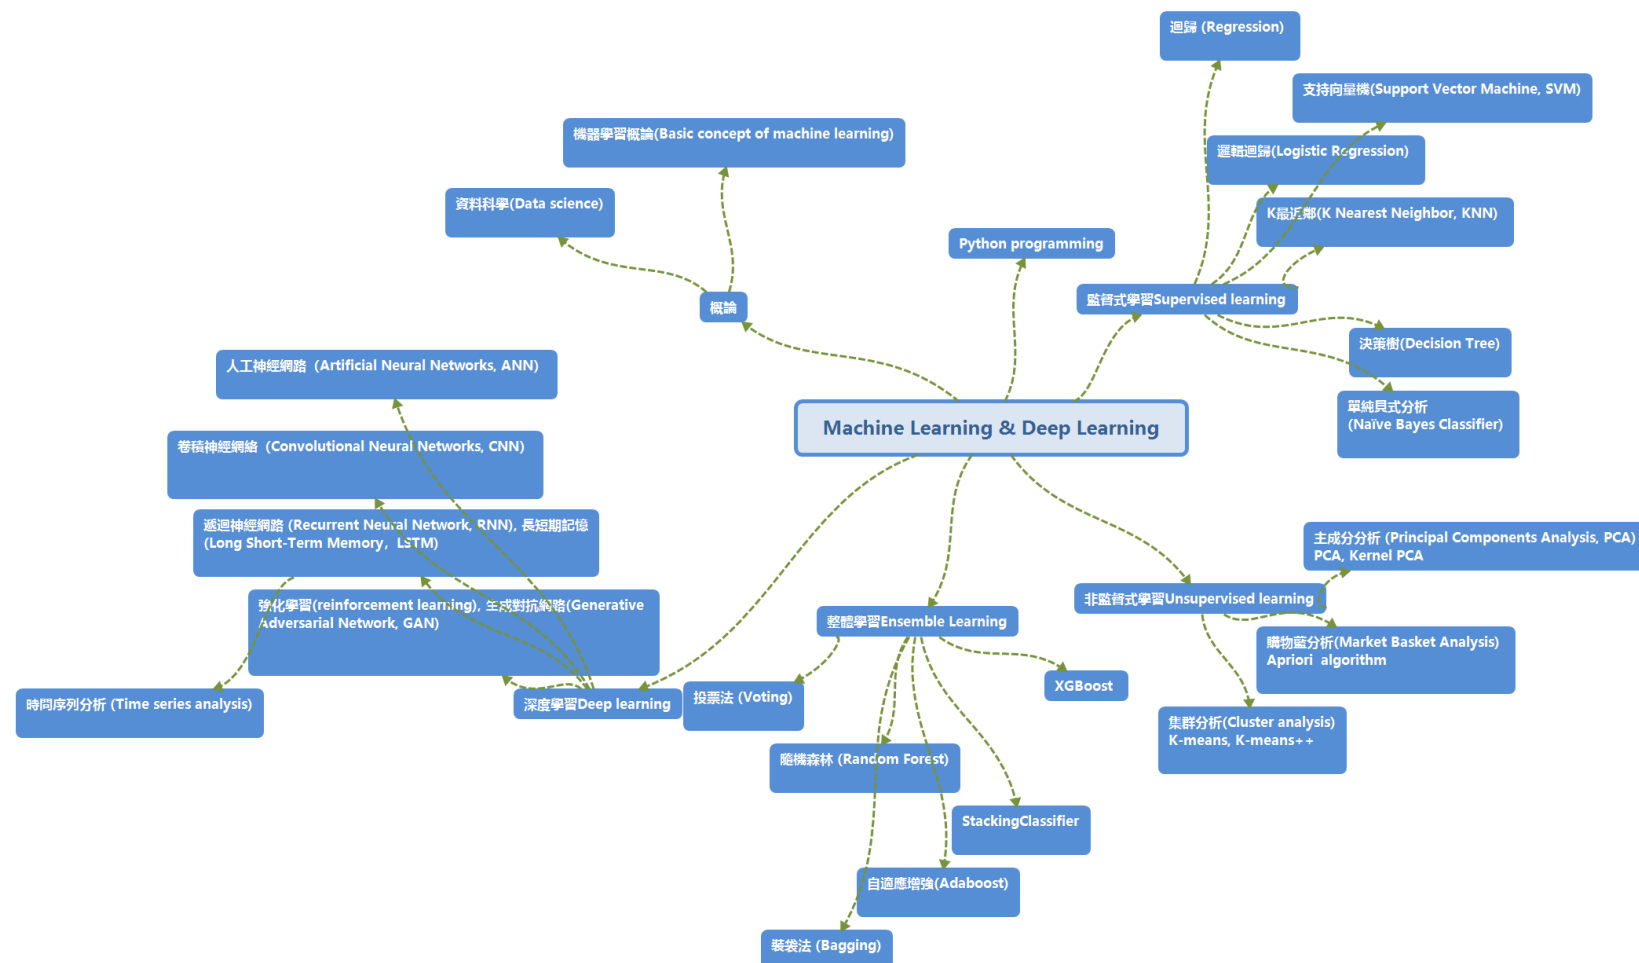 迴歸 (Regression)
支持向量機(Support Vector Machine, SVM)
機器學習概論(Basic concept of machine learning)
邏輯迴歸(Logistic Regression)
資料科學(Data science)
K最近鄰(K Nearest Neighbor, KNN)
Python programming
監督式學習Supervised learning
概論
決策樹(Decision Tree)
人工神經網路 (Artificial Neural Networks, ANN)
單純貝式分析
(Naïve Bayes Classifier)
Machine Learning & Deep Learning
卷積神經網絡 (Convolutional Neural Networks, CNN)
遞迴神經網路 (Recurrent Neural Network, RNN), 長短期記憶
(Long Short-Term Memory, LSTM)
主成分分析 (Principal Components Analysis, PCA)
PCA, Kernel PCA
非監督式學習Unsupervised learning
強化學習(reinforcement learning), 生成對抗網路(Generative
Adversarial Network, GAN)
整體學習Ensemble Learning
購物籃分析(Market Basket Analysis)
Apriori algorithm
XGBoost
投票法 (Voting)
深度學習Deep learning
時間序列分析 (Time series analysis)
集群分析(Cluster analysis)
K-means, K-means++
隨機森林 (Random Forest)
StackingClassifier
自適應增強(Adaboost)
裝袋法 (Bagging)